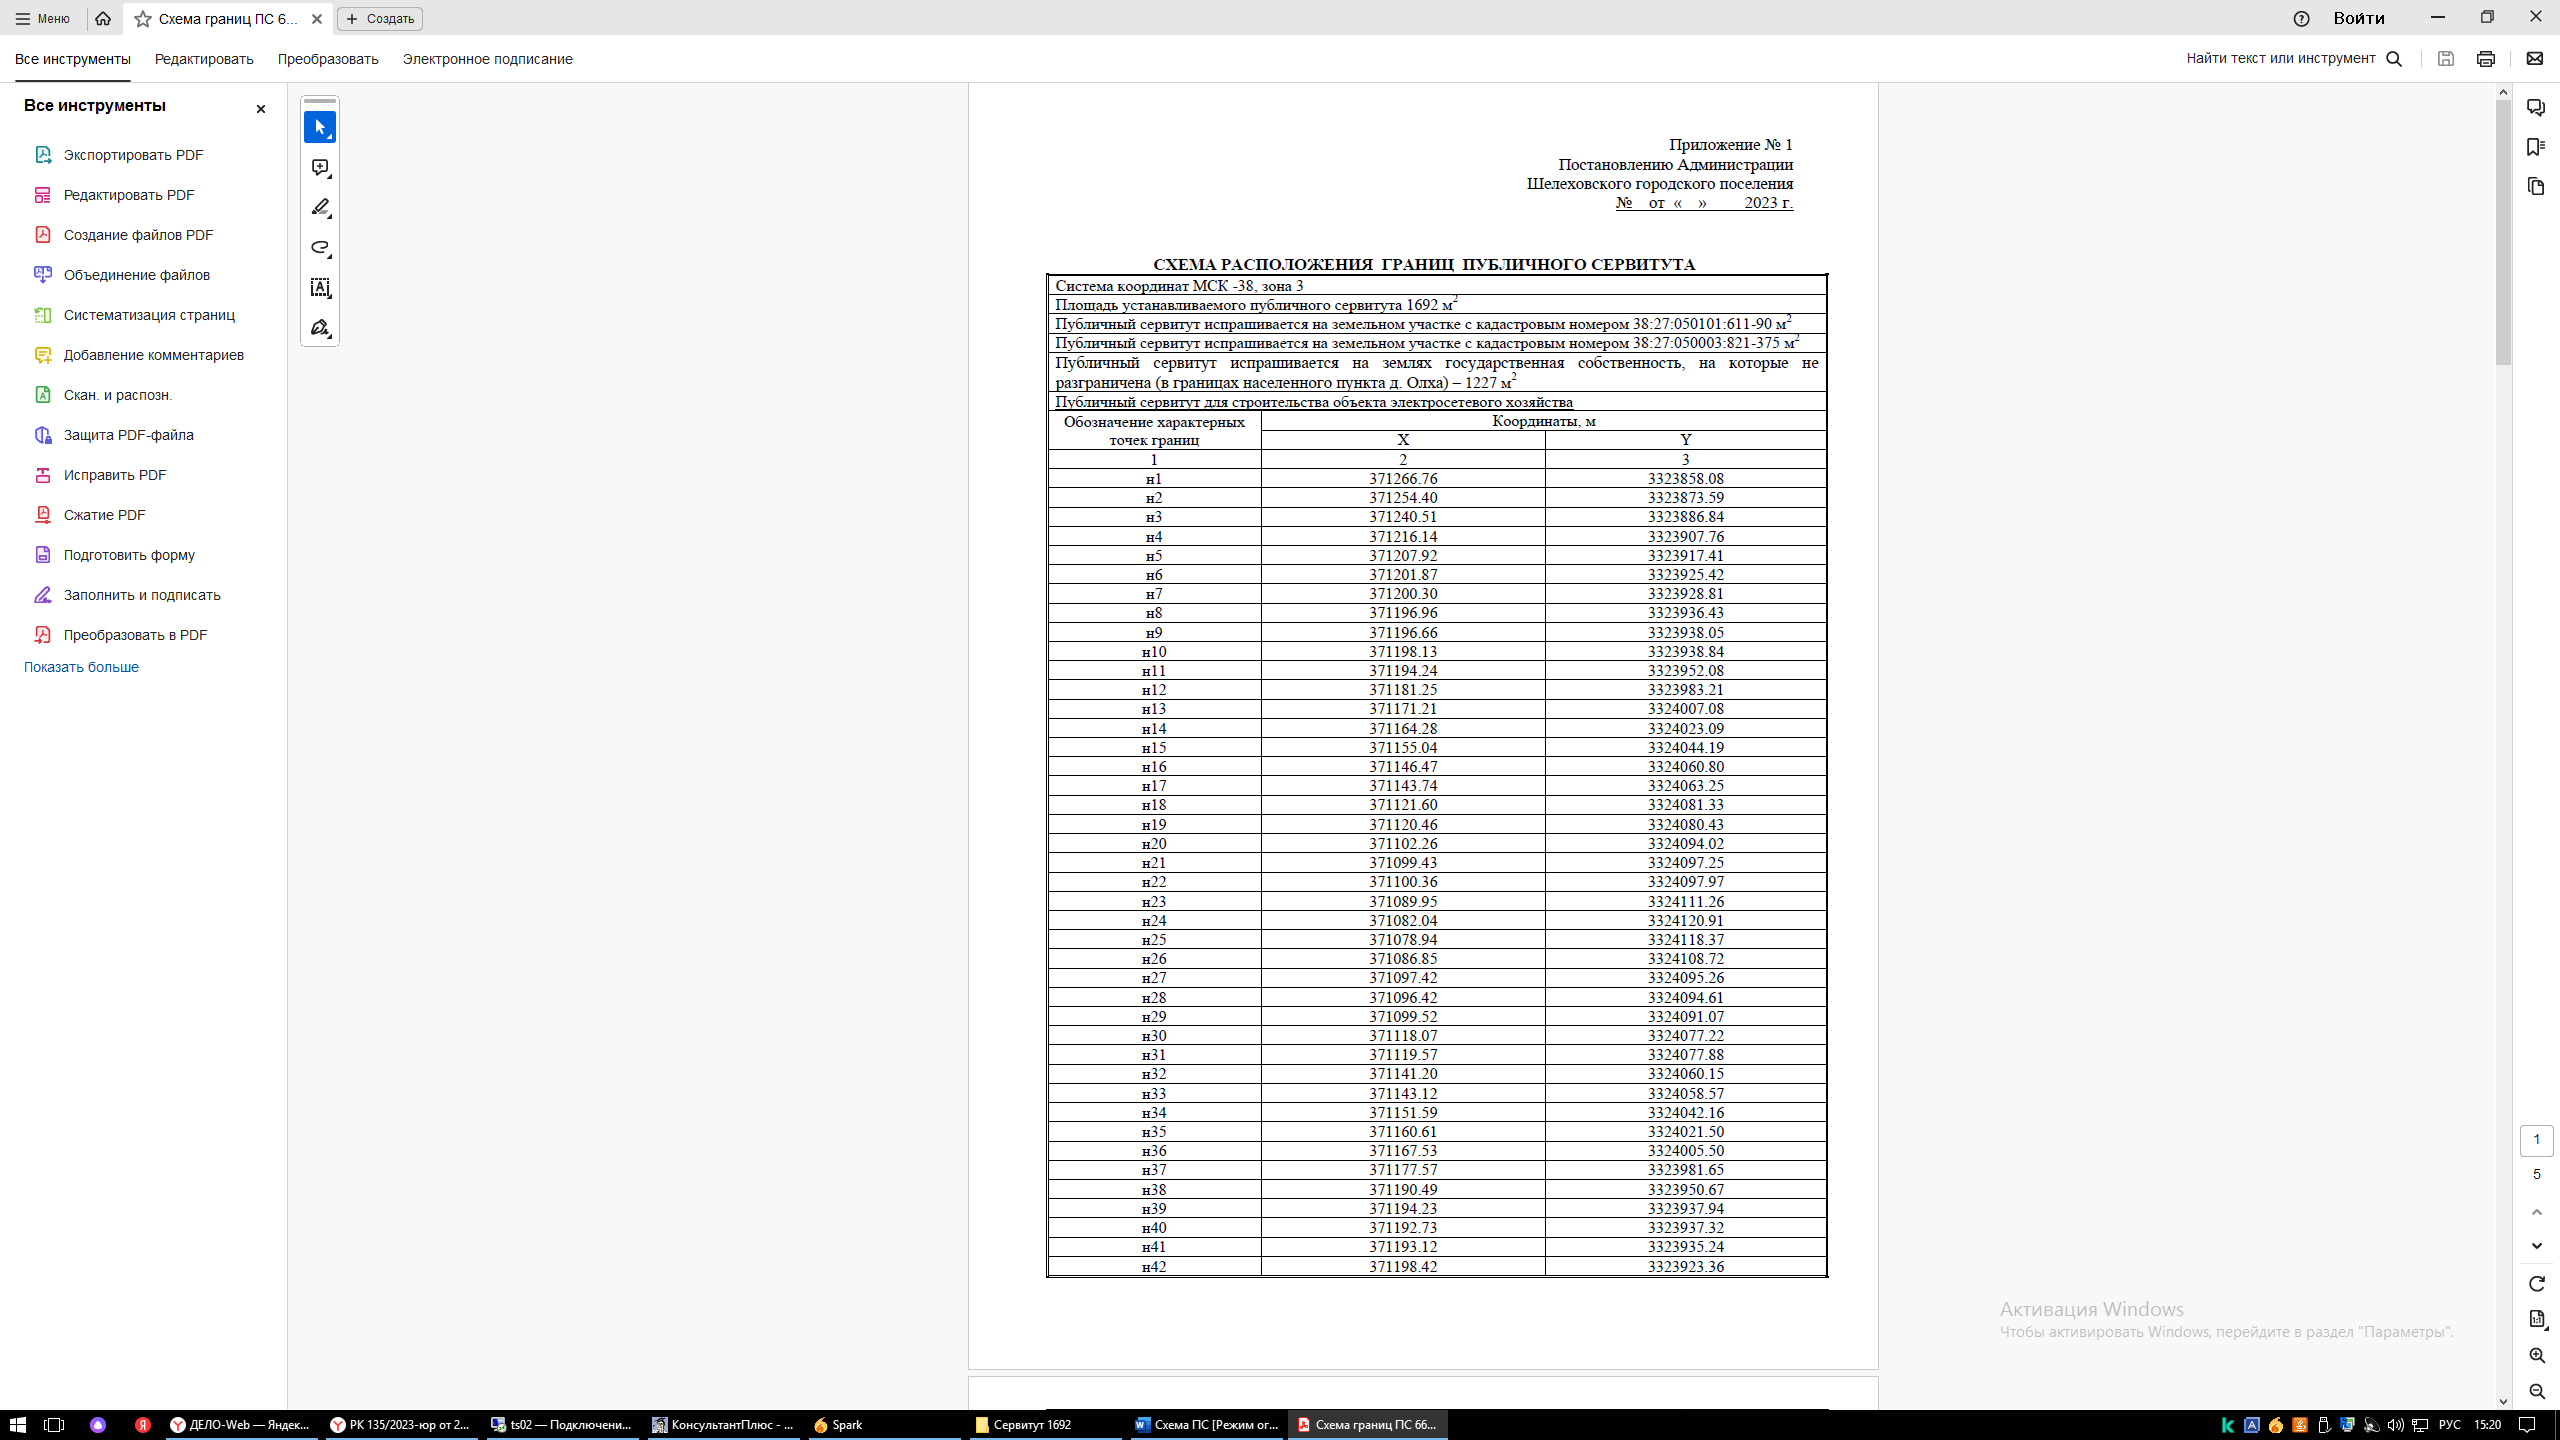 Меню
Схема границ ПС 6...
Создать
Войти
Все инструменты
Редактировать
Преобразовать
Электронное подписание
Найти текст или инструмент
Все инструменты
Экспортировать PDF
Редактировать PDF
Создание файлов PDF
Объединение файлов
Систематизация страниц
Добавление комментариев
Скан. и распозн.
Защита PDF-файла
Исправить PDF
Сжатие PDF
Подготовить форму
Заполнить и подписать
Преобразовать в PDF
Показать больше
Приложение № 1
Постановлению Администрации
Шелеховского городского поселения
№ от « » 2023 г.
СХЕМА РАСПОЛОЖЕНИЯ ГРАНИЦ ПУБЛИЧНОГО СЕРВИТУТА
Система координат МСК -38, зона 3
Площадь устанавливаемого публичного сервитута 1692 м2
Публичный сервитут испрашивается на земельном участке с кадастровым номером 38:27:050101:611-90 м2
Публичный сервитут испрашивается на земельном участке с кадастровым номером 38:27:050003:821-375 м2
Публичный сервитут испрашивается на землях государственная собственность, на которые не
разграничена (в границах населенного пункта д. Олха) – 1227 м2
Публичный сервитут для строительства объекта электросетевого хозяйства
Обозначение характерных точек границ Координаты, м
X Y
1 2 3
н1 371266.76 3323858.08
н2 371254.40 3323873.59
н3 371240.51 3323886.84
н4 371216.14 3323907.76
н5 371207.92 3323917.41
н6 371201.87 3323925.42
н7 371200.30 3323928.81
н8 371196.96 3323936.43
н9 371196.66 3323938.05
н10 371198.13 3323938.84
н11 371194.24 3323952.08
н12 371181.25 3323983.21
н13 371171.21 3324007.08
н14 371164.28 3324023.09
н15 371155.04 3324044.19
н16 371146.47 3324060.80
н17 371143.74 3324063.25
н18 371121.60 3324081.33
н19 371120.46 3324080.43
н20 371102.26 3324094.02
н21 371099.43 3324097.25
н22 371100.36 3324097.97
н23 371089.95 3324111.26
н24 371082.04 3324120.91
н25 371078.94 3324118.37
н26 371086.85 3324108.72
н27 371097.42 3324095.26
н28 371096.42 3324094.61
н29 371099.52 3324091.07
н30 371118.07 3324077.22
н31 371119.57 3324077.88
н32 371141.20 3324060.15
н33 371143.12 3324058.57
н34 371151.59 3324042.16
н35 371160.61 3324021.50
н36 371167.53 3324005.50
н37 371177.57 3323981.65
н38 371190.49 3323950.67
н39 371194.23 3323937.94
н40 371192.73 3323937.32
н41 371193.12 3323935.24
н42 371198.42 3323923.36
1
5
Активация Windows
Чтобы активировать Windows, перейдите в раздел "Параметры".
ДЕЛО-Web — Яндек...
РК 135/2023-юр от 2...
ts02 — Подключени...
КонсультантПлюс - ...
Spark
Сервитут 1692
Схема ПС [Режим ог...
Схема границ ПС 66...
РУС
15:20